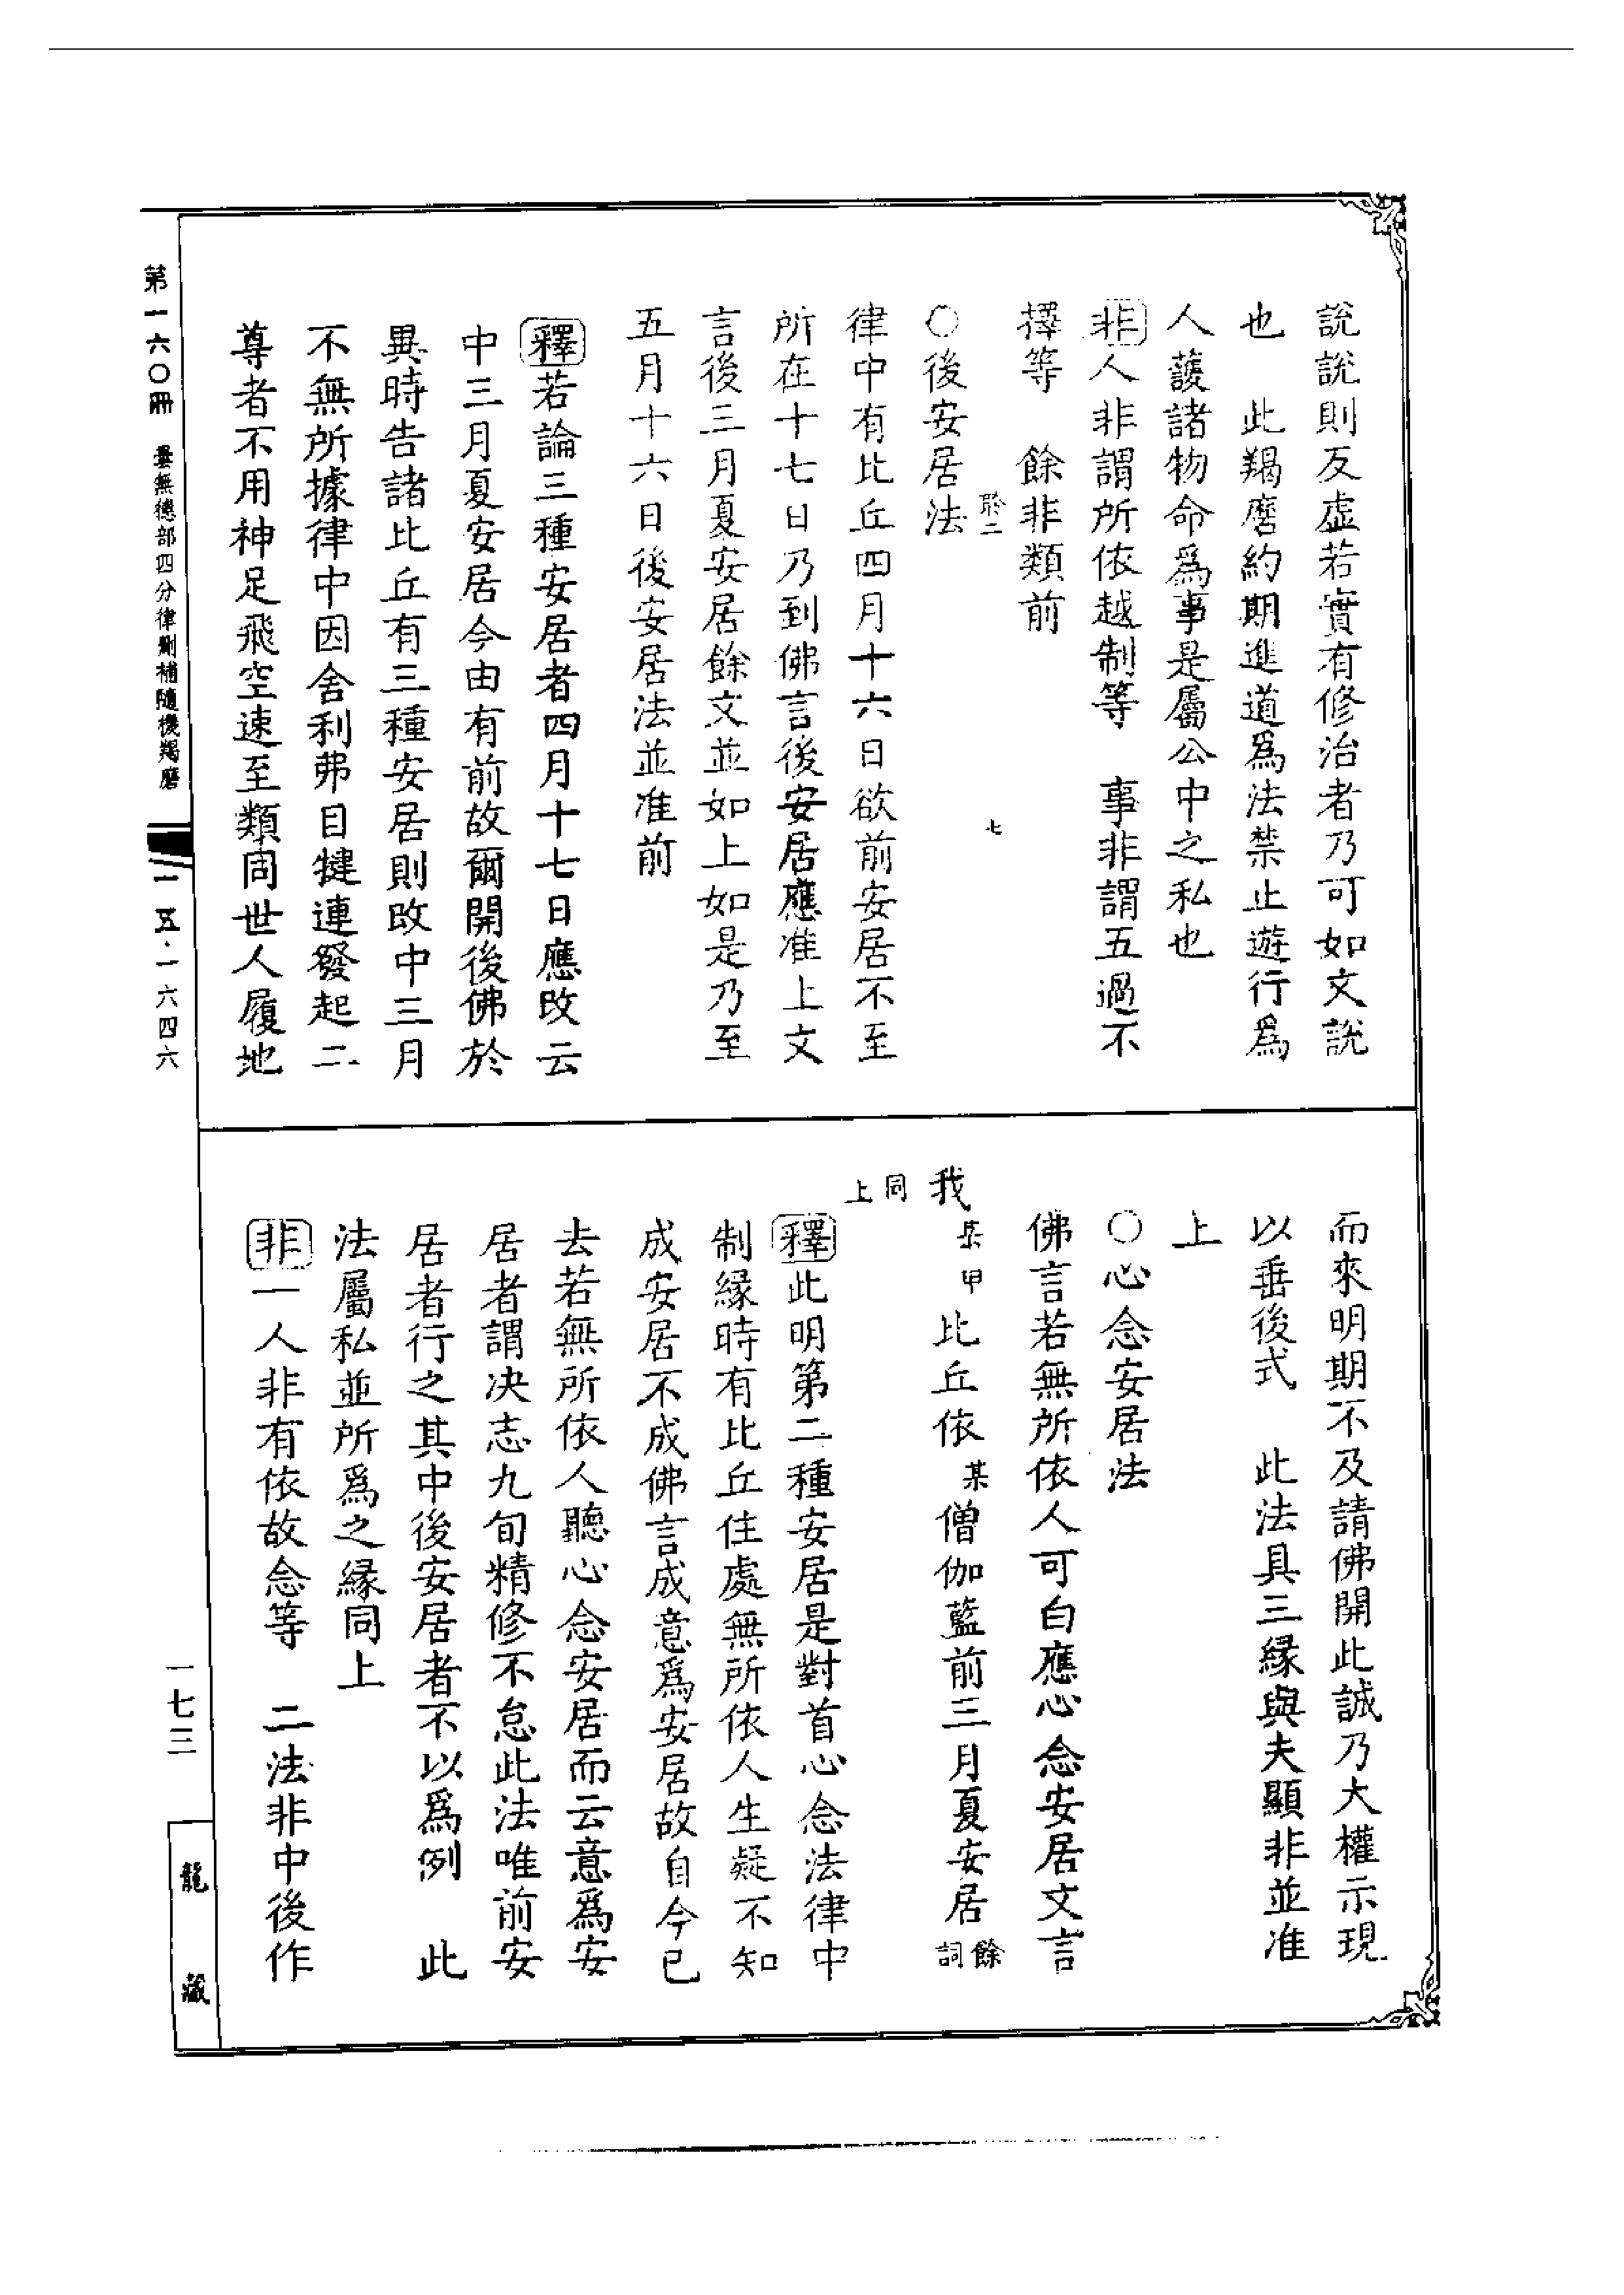 說說則反虛若實有修治者乃可如文說
也　此羯磨約期進道爲法禁止遊行爲
人護諸物命爲事是屬公中之私也
非人非謂所依越制等　事非謂五過不
擇等　餘非類前
聆二　七
〇後安居法
律中有比丘四月十六日欲前安居不至
所在十七日乃到佛言後安居應准上文
言後三月夏安居餘文並如上如是乃至
五月十六日後安居法並准前
釋若論三種安居者四月十七日應改云
中三月夏安居今由有前故爾開後佛於
異時告諸比丘有三種安居則改中三月
不無所據律中因舍利弗目揵連發起二
尊者不用神足飛空速至類同世人履地
而來明期不及請佛開此誠乃大權示現
以垂後式　此法具三緣與夫顯非並准
上
〇心念安居法
佛言若無所依人可白應心念安居文言
我某甲比丘依某僧伽藍前三月夏安居餘詞
同上
釋此明第二種安居是對首心念法律中
制緣時有比丘住處無所依人生疑不知
成安居不成佛言成意爲安居故自今已
去若無所依人聽心念安居而云意爲安
居者謂决志九旬精修不怠此法唯前安
居者行之其中後安居者不以爲例　此
法屬私並所爲之緣同上
非一人非有依故念等　二法非中後作
第一六〇冊　曇無德部四分律刪補隨機羯磨
一五·一六四六
一七三
龍藏